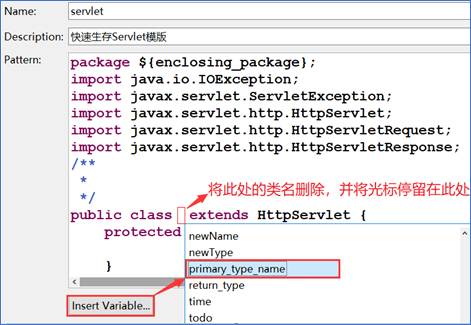 Name: servlet
Description: 快速生存Servlet模版
Pattern:
package ${enclosing_package};
import java.io.IOException;
import javax.servlet.ServletException;
import javax.servlet.http.HttpServlet;
import javax.servlet.http.HttpServletRequest;
import javax.servlet.http.HttpServletResponse;
/**
*
*/
将此处的类名删除，并将光标停留在此处
public class extends HttpServlet {
protected
newName
newType
primary_type_name
}
return_type
Insert Variable...
time
todo